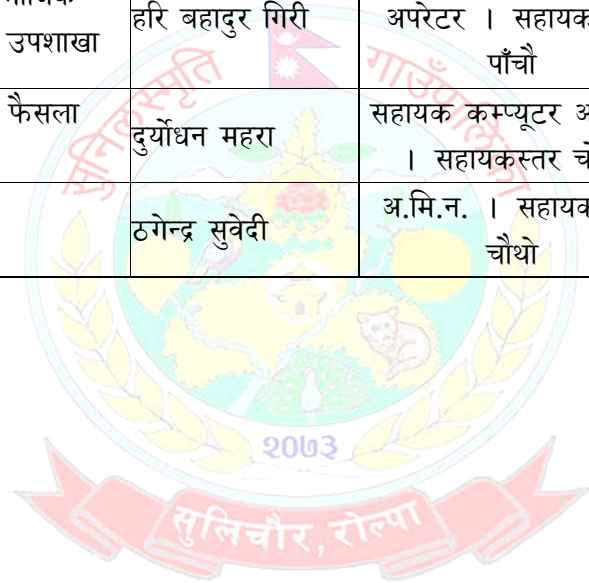 उपशाखा
हरि बहादुर गिरी
अपरेटर । सहायक
पाँचौ
फैसला
दुर्योधन महरा
सहायक कम्प्यूटर अ
। सहायकस्तर चौ
ठगेन्द्र सुवेदी
अ.मि.न. । सहायक
चौथो
सुनिलस्मृति गाउँपालिका
२०७३
सुलिचौर, रोल्पा